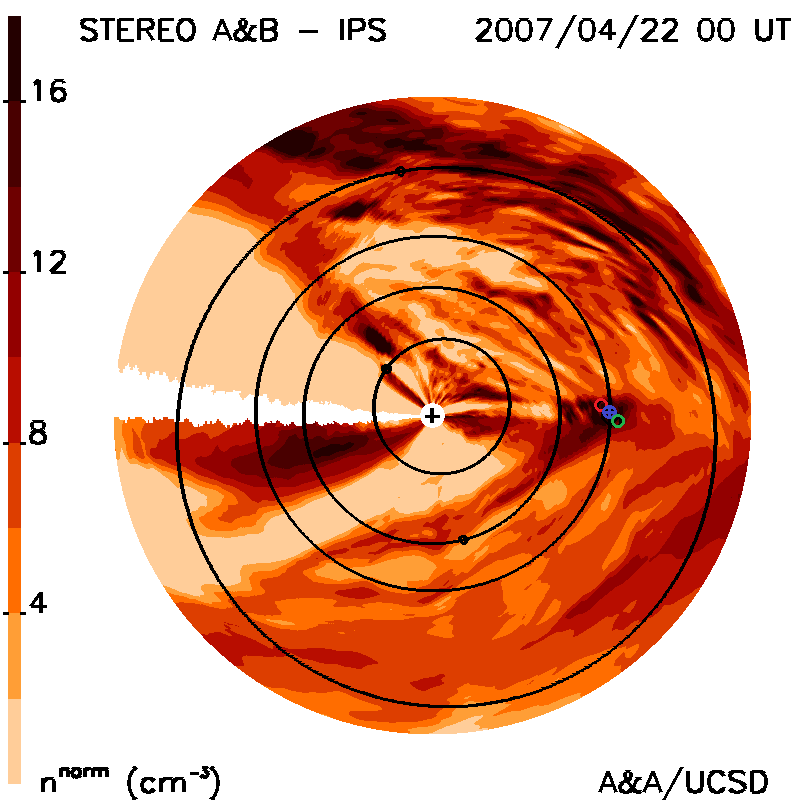 STEREO A&B – IPS 2007/04/22 00 UT
16
12
8
4
n^norm (cm^-3)
A&A/UCSD